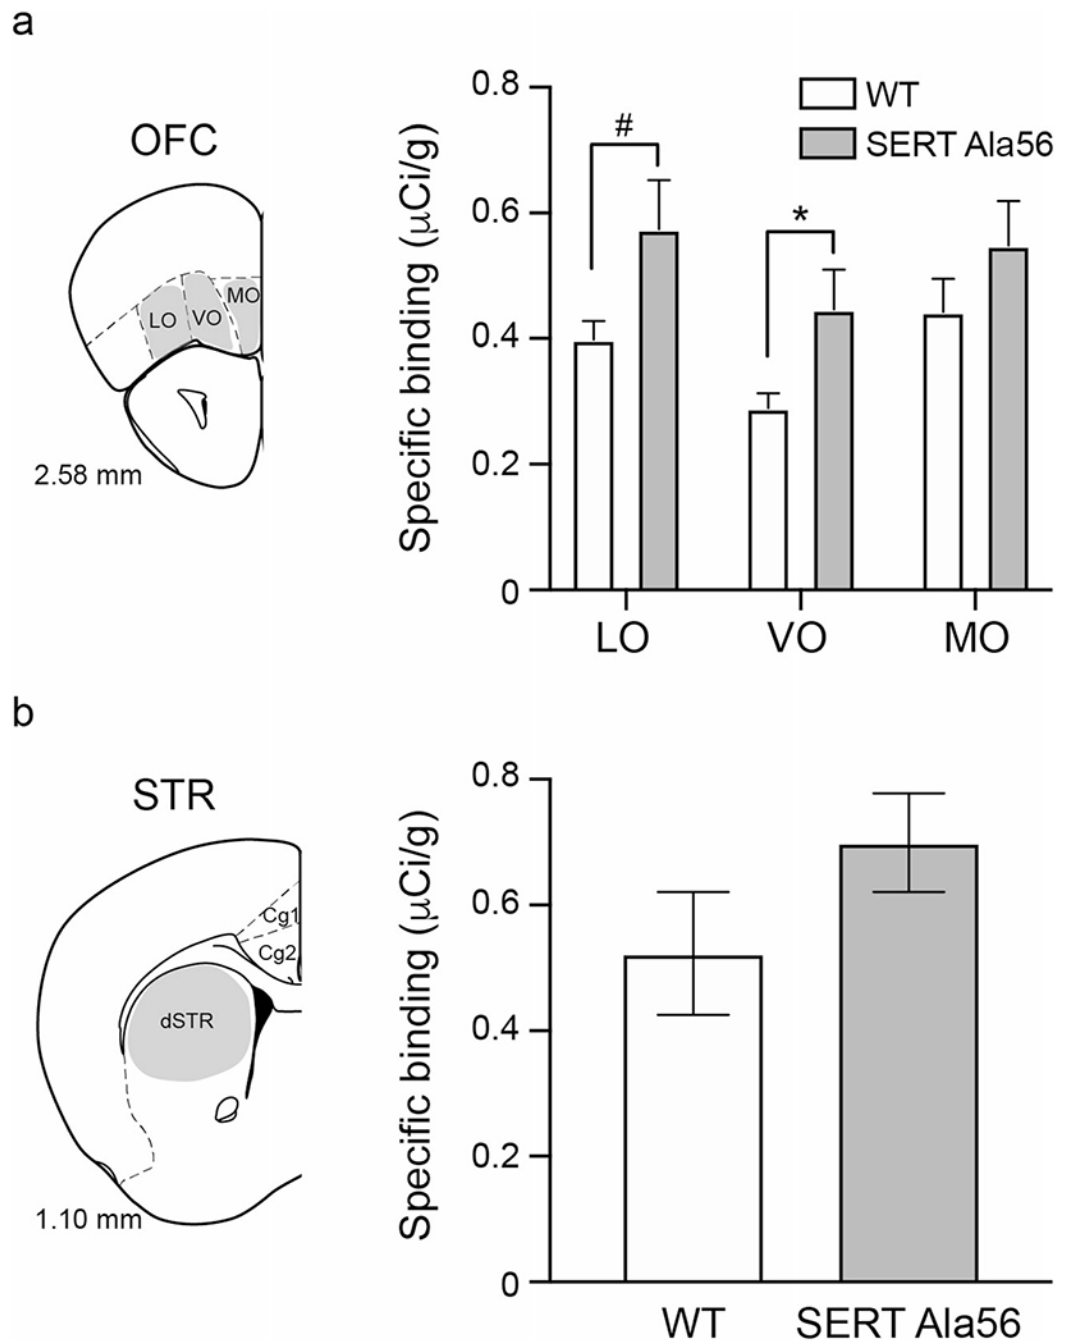 a
OFC
LO
VO
MO
2.58 mm
Specific binding (μCi/g)
0.8
0.6
0.4
0.2
0
WT
SERT Ala56
#
*
LO
VO
MO
b
STR
Cg1
Cg2
dSTR
1.10 mm
Specific binding (μCi/g)
0.8
0.6
0.4
0.2
0
WT
SERT Ala56